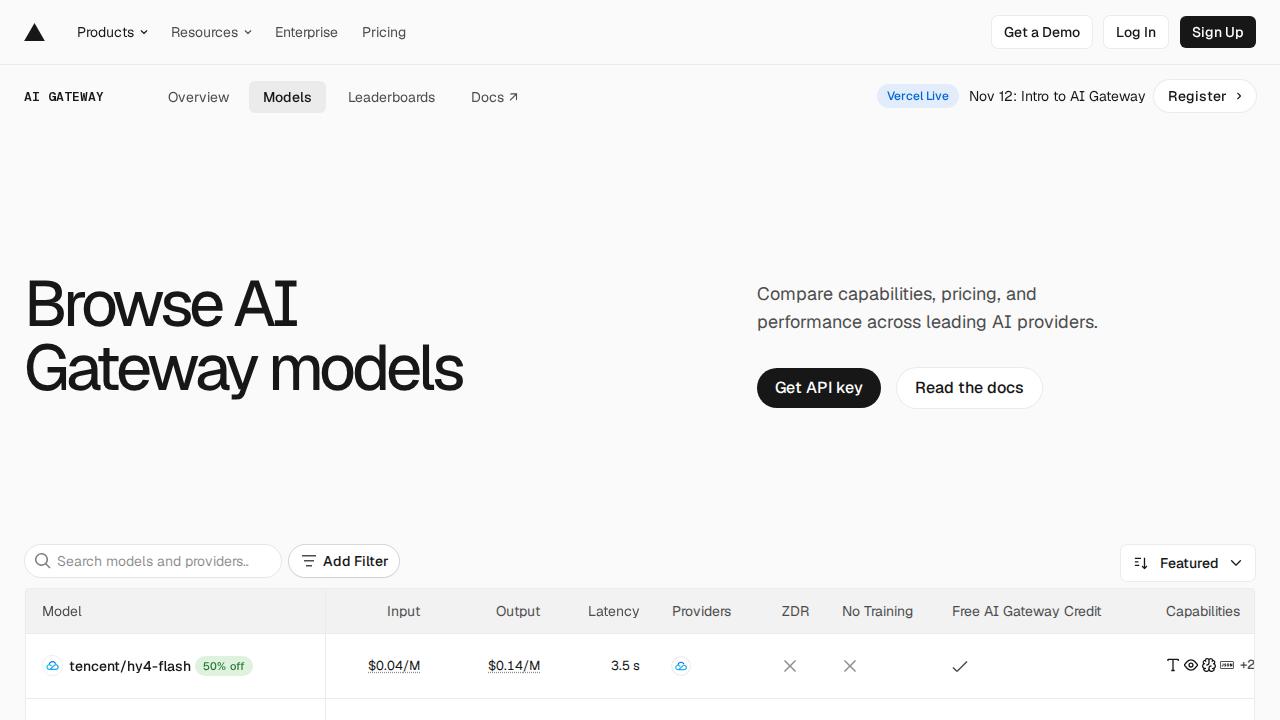 Products
Resources
Enterprise
Pricing
Get a Demo
Log In
Sign Up
AI GATEWAY
Overview
Models
Leaderboards
Docs
Vercel Live
Nov 12: Intro to AI Gateway
Register
Browse AI
Gateway models
Compare capabilities, pricing, and
performance across leading AI providers.
Get API key
Read the docs
Search models and providers..
Add Filter
Featured
Model
Input
Output
Latency
Providers
ZDR
No Training
Free AI Gateway Credit
Capabilities
tencent/hy4-flash
50% off
$0.04/M
$0.14/M
3.5 s
+2